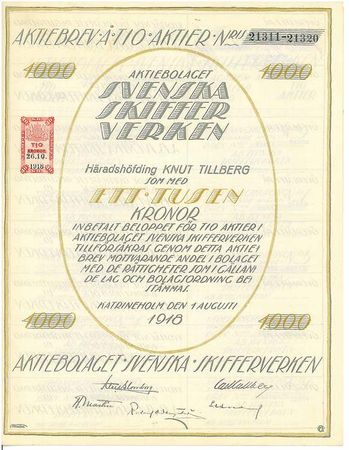 AKTIEBREV·Å·TIO·AKTIER·NRIS 21311-21320
1000
1000
AKTIEBOLAGET
SVENSKA
SKIFFER
VERKEN
TIO
KRONOR
26.10.
1918
Häradshöfding KNUT TILLBERG
SOM MED
ETT·TUSEN
KRONOR
INBETALT BELOPPET FÖR TIO AKTIER I
AKTIEBOLAGET SVENSKA SKIFFERVERKEN
TILLFÖRSÄKRAS GENOM DETTA AKTIE-
BREV MOTSVARANDE ANDEL I BOLAGET
MED DE RÄTTIGHETER SOM GÄLLAN
DE LAG OCH BOLAGSORDNING BE-
STÄMMAS.
KATRINEHOLM DEN 1 AUGUSTI
1918
1000
1000
AKTIEBOLAGET·SVENSKA·SKIFFERVERKEN